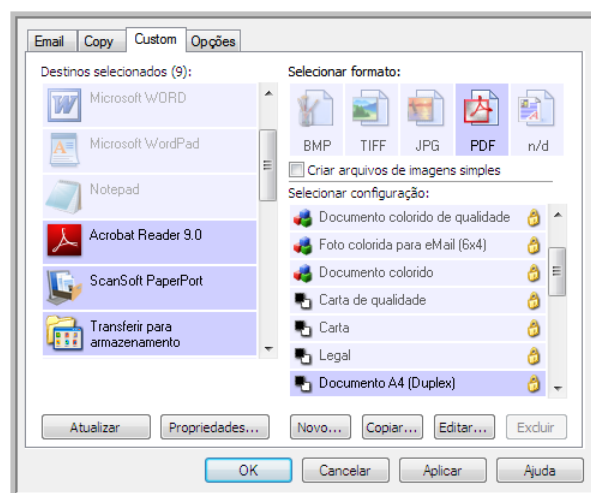 Email Copy Custom Opções
Destinos selecionados (9):
Microsoft WORD
Microsoft WordPad
Notepad
Acrobat Reader 9.0
ScanSoft PaperPort
Transferir para
armazenamento
Selecionar formato:
BMP TIFF JPG PDF n/d
Criar arquivos de imagens simples
Selecionar configuração:
Documento colorido de qualidade
Foto colorida para eMail (6x4)
Documento colorido
Carta de qualidade
Carta
Legal
Documento A4 (Duplex)
Atualizar Propriedades... Novo... Copiar... Editar... Excluir
OK Cancelar Aplicar Ajuda